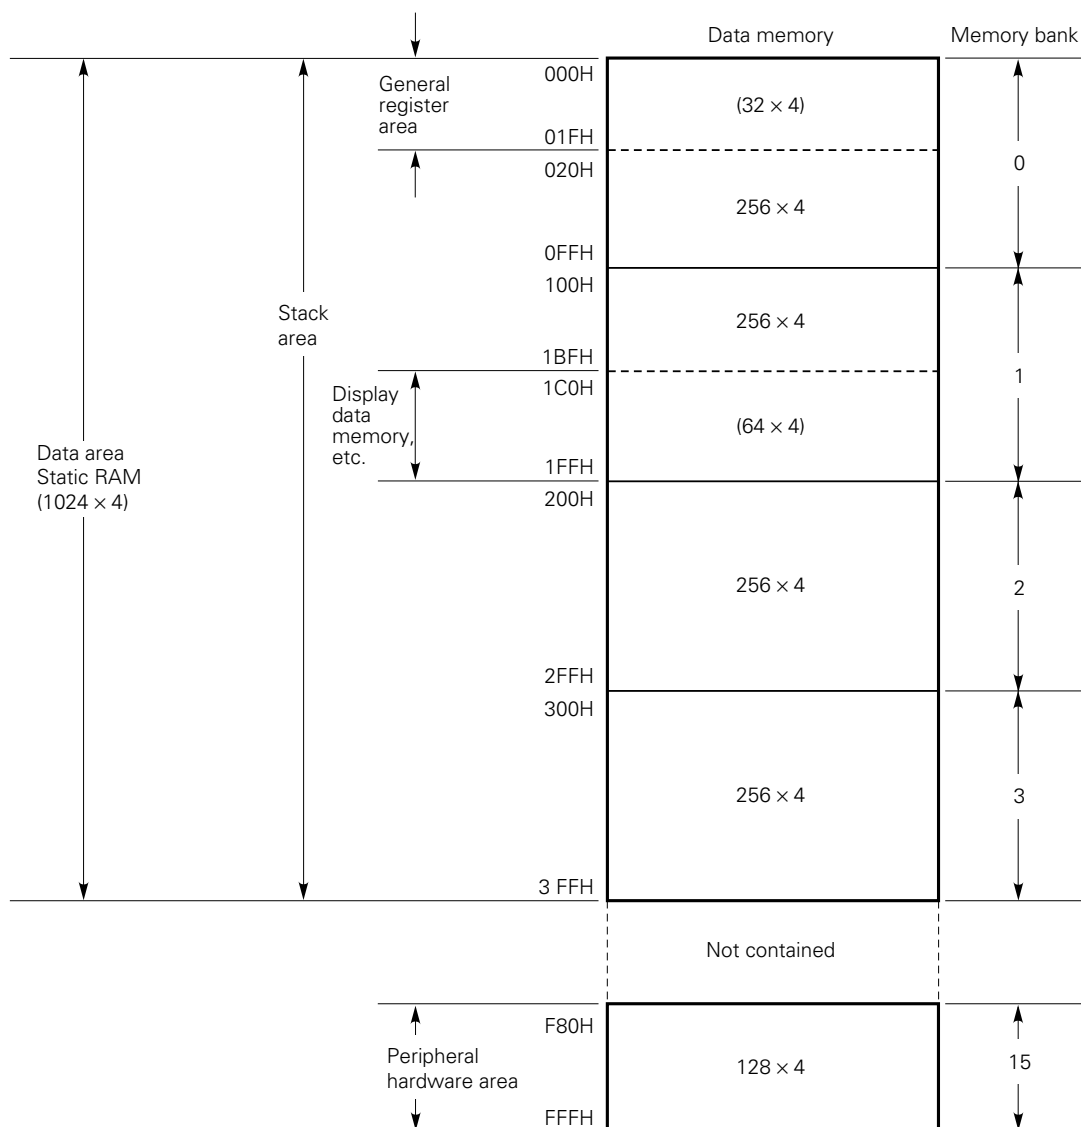 Data memory
Memory bank
000H
General
register
area
(32 × 4)
01FH
0
020H
256 × 4
0FFH
100H
Stack
area
256 × 4
1BFH
1
1C0H
Display
data
memory,
etc.
(64 × 4)
Data area
Static RAM
(1024 × 4)
1FFH
200H
256 × 4
2
2FFH
300H
256 × 4
3
3 FFH
Not contained
F80H
Peripheral
hardware area
128 × 4
15
FFFH